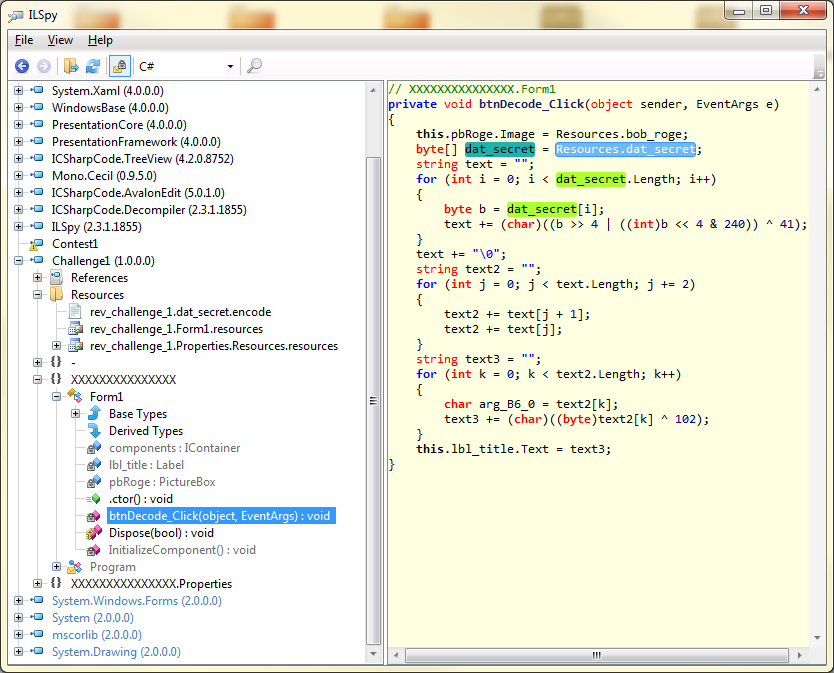 ILSpy
File View Help
C#
System.Xaml (4.0.0.0)
WindowsBase (4.0.0.0)
PresentationCore (4.0.0.0)
PresentationFramework (4.0.0.0)
ICSharpCode.TreeView (4.2.0.8752)
Mono.Cecil (0.9.5.0)
ICSharpCode.AvalonEdit (5.0.1.0)
ICSharpCode.Decompiler (2.3.1.1855)
ILSpy (2.3.1.1855)
Contest1
Challenge1 (1.0.0.0)
References
Resources
rev_challenge_1.dat_secret.encode
rev_challenge_1.Form1.resources
rev_challenge_1.Properties.Resources.resources
{} -
{} XXXXXXXXXXXXXXX
Form1
Base Types
Derived Types
components : IContainer
lbl_title : Label
pbRoge : PictureBox
.ctor() : void
btnDecode_Click(object, EventArgs) : void
Dispose(bool) : void
InitializeComponent() : void
Program
{} XXXXXXXXXXXXXXX.Properties
System.Windows.Forms (2.0.0.0)
System (2.0.0.0)
mscorlib (2.0.0.0)
System.Drawing (2.0.0.0)
// XXXXXXXXXXXXXXX.Form1
private void btnDecode_Click(object sender, EventArgs e)
{
this.pbRoge.Image = Resources.bob_roge;
byte[] dat_secret = Resources.dat_secret;
string text = "";
for (int i = 0; i < dat_secret.Length; i++)
{
byte b = dat_secret[i];
text += (char)((b >> 4 | ((int)b << 4 & 240)) ^ 41);
}
text += "\0";
string text2 = "";
for (int j = 0; j < text.Length; j += 2)
{
text2 += text[j + 1];
text2 += text[j];
}
string text3 = "";
for (int k = 0; k < text2.Length; k++)
{
char arg_B6_0 = text2[k];
text3 += (char)((byte)text2[k] ^ 102);
}
this.lbl_title.Text = text3;
}